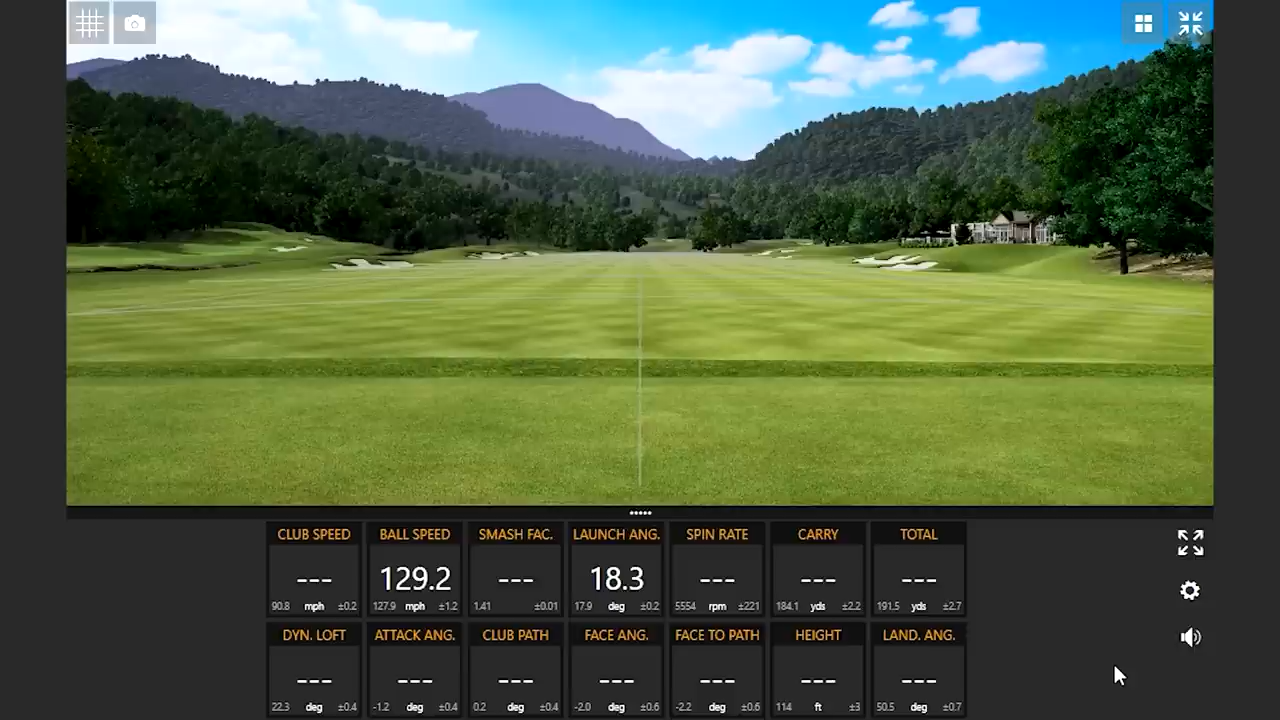 CLUB SPEED BALL SPEED SMASH FAC. LAUNCH ANG. SPIN RATE CARRY TOTAL
--- 129.2 --- 18.3 --- --- ---
90.8 mph ±0.2 127.9 mph ±1.2 1.41 ±0.01 17.9 deg ±0.2 5554 rpm ±221 184.1 yds ±2.2 191.5 yds ±2.7
DYN. LOFT ATTACK ANG. CLUB PATH FACE ANG. FACE TO PATH HEIGHT LAND. ANG.
--- --- --- --- --- --- ---
22.3 deg ±0.4 -1.2 deg ±0.4 0.2 deg ±0.4 -2.0 deg ±0.6 -2.2 deg ±0.6 114 ft ±3 50.5 deg ±0.7